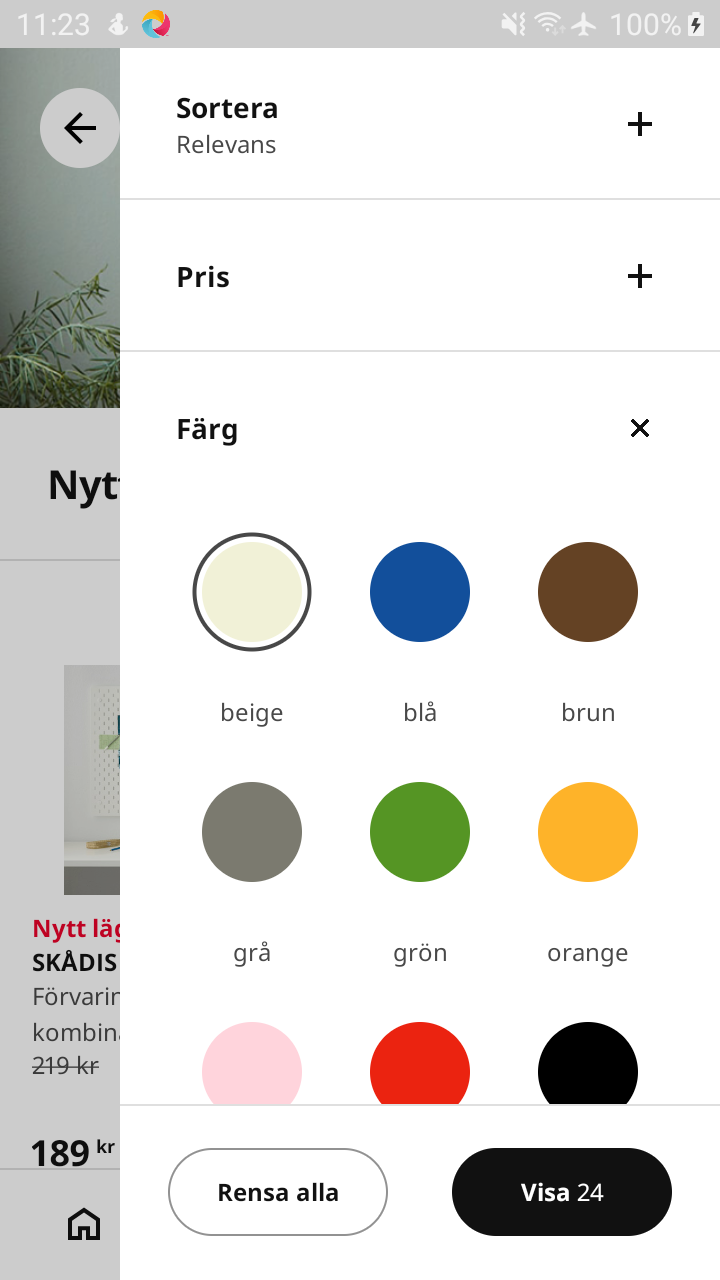 11:23
100%
Sortera
Relevans
Pris
Färg
beige
blå
brun
grå
grön
orange
Nytt
Nytt läg
SKÅDIS
Förvarin
kombina
219 kr
189 kr
Rensa alla
Visa 24